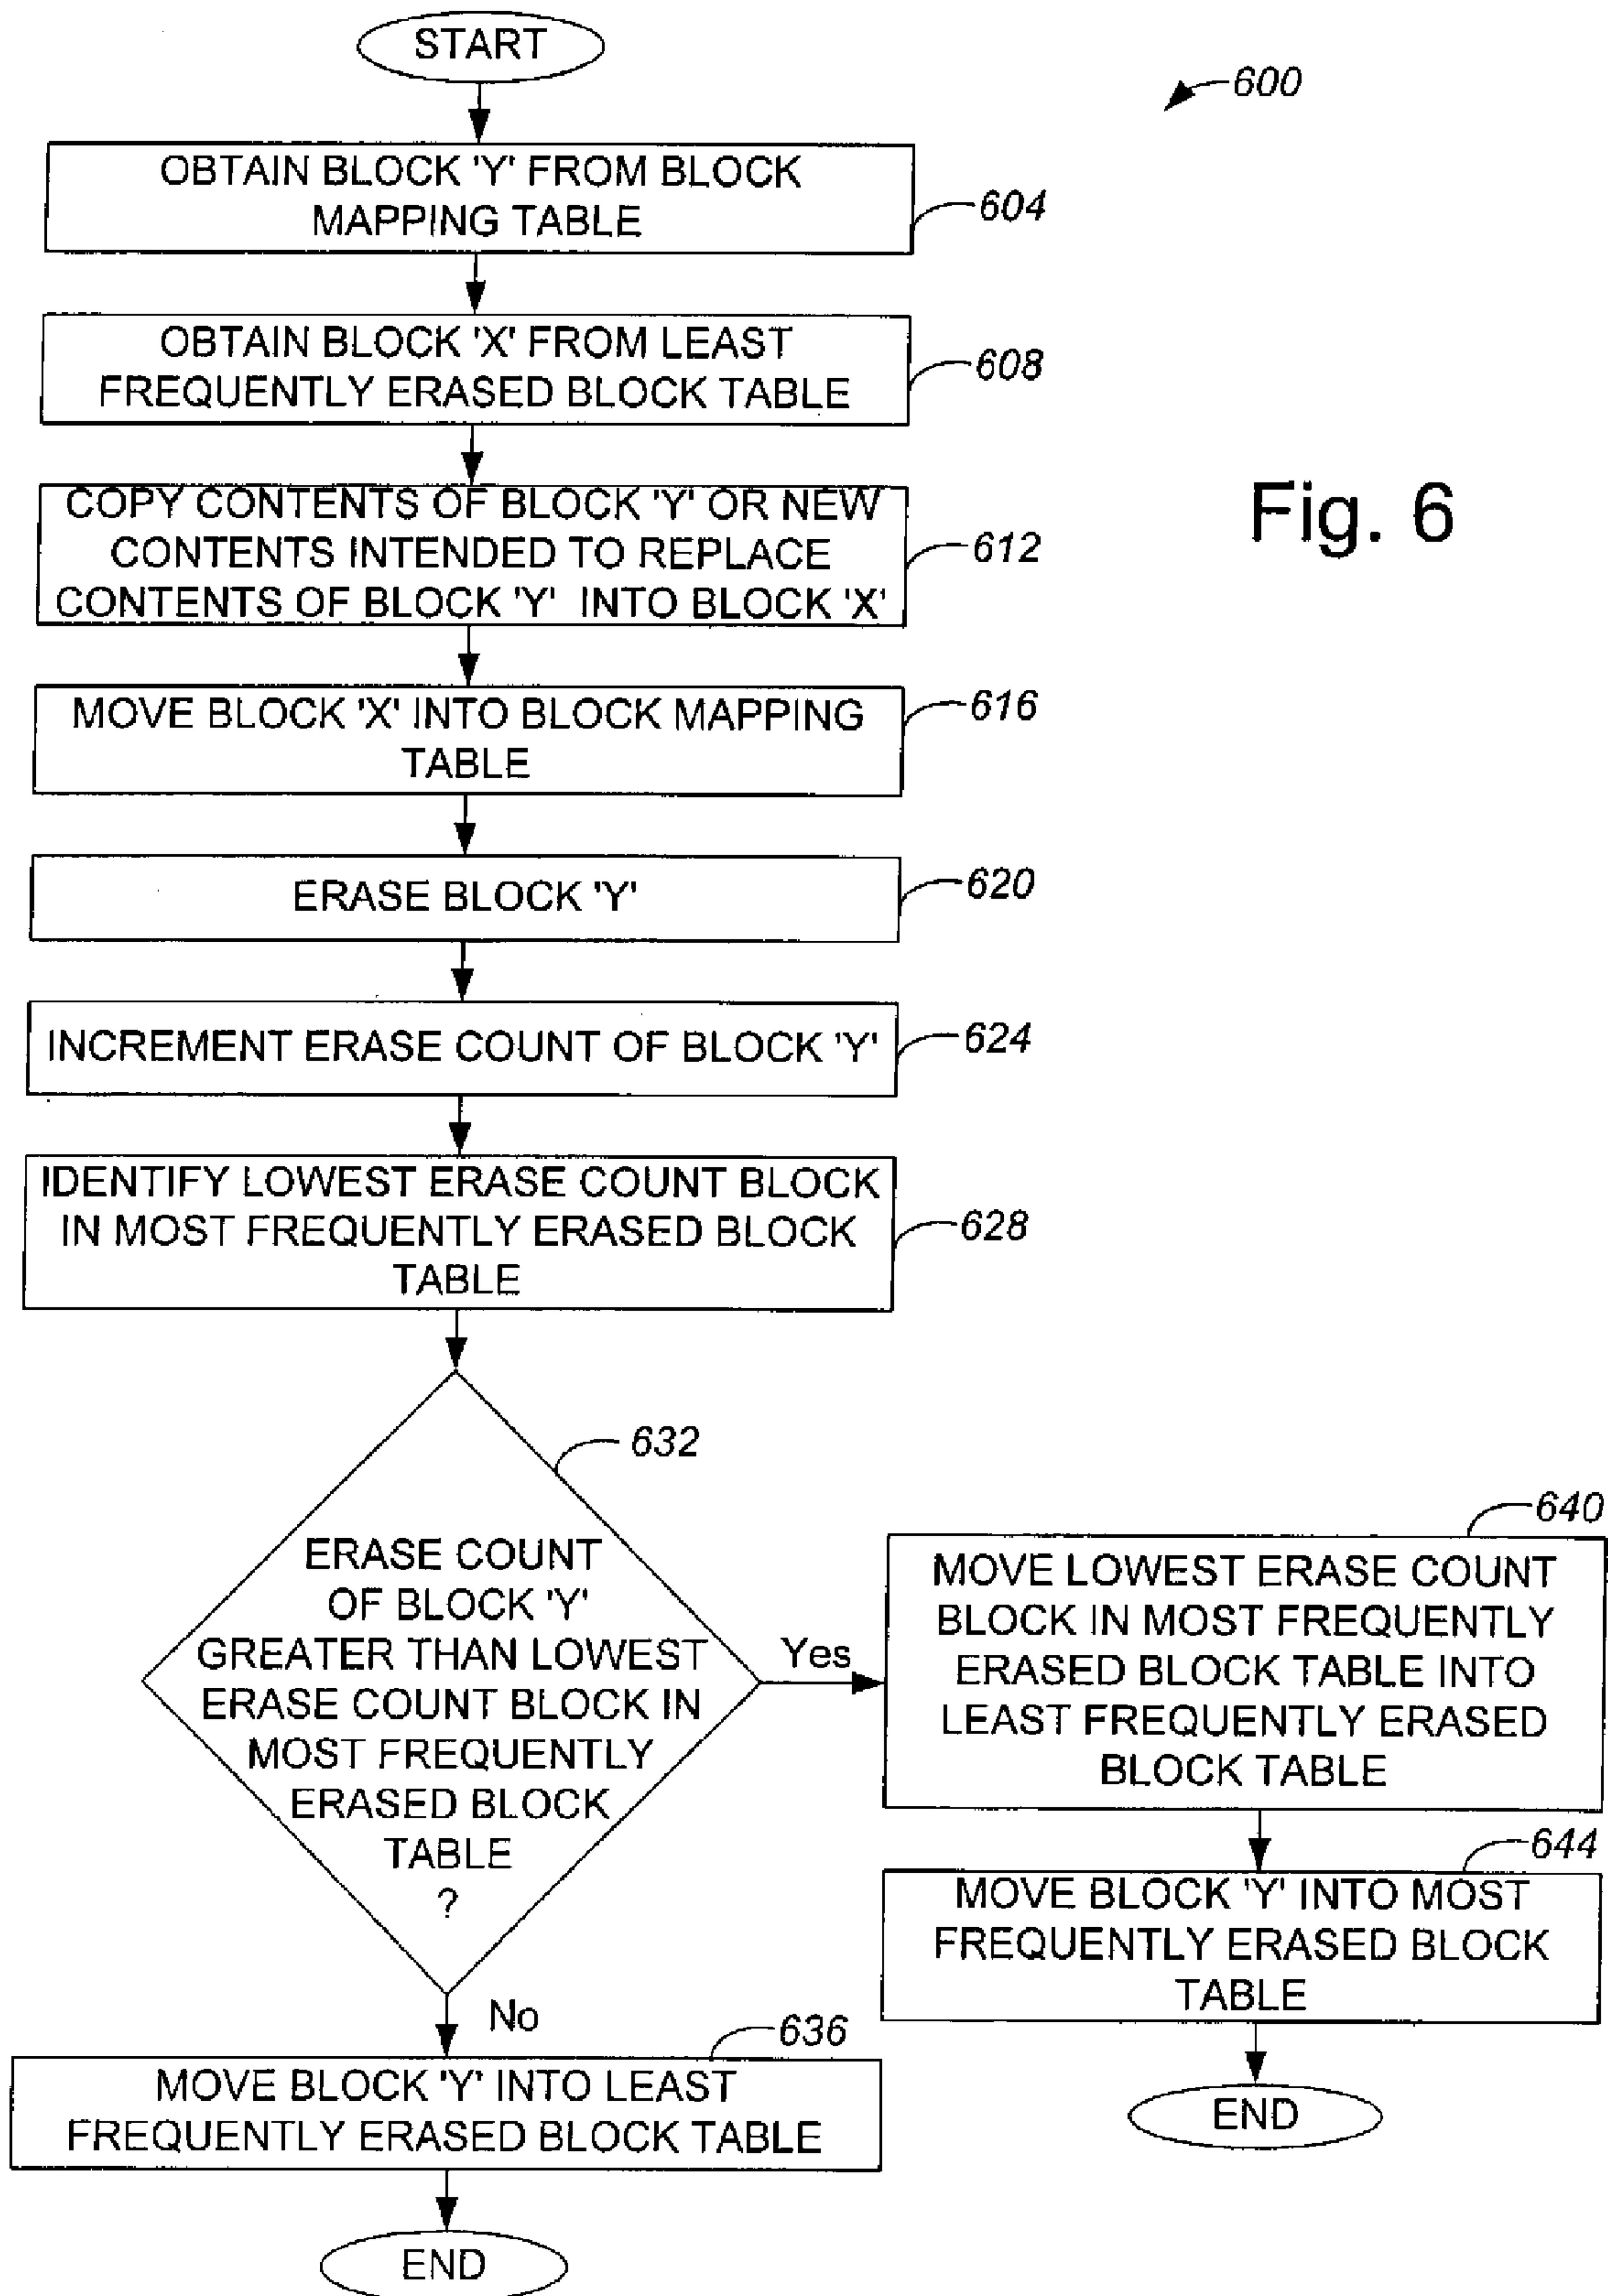 START
600
OBTAIN BLOCK 'Y' FROM BLOCK
MAPPING TABLE
604
OBTAIN BLOCK 'X' FROM LEAST
FREQUENTLY ERASED BLOCK TABLE
608
COPY CONTENTS OF BLOCK 'Y' OR NEW
CONTENTS INTENDED TO REPLACE
CONTENTS OF BLOCK 'Y' INTO BLOCK 'X'
612
Fig. 6
MOVE BLOCK 'X' INTO BLOCK MAPPING
TABLE
616
ERASE BLOCK 'Y'
620
INCREMENT ERASE COUNT OF BLOCK 'Y'
624
IDENTIFY LOWEST ERASE COUNT BLOCK
IN MOST FREQUENTLY ERASED BLOCK
TABLE
628
632
ERASE COUNT
OF BLOCK 'Y'
GREATER THAN LOWEST
ERASE COUNT BLOCK IN
MOST FREQUENTLY
ERASED BLOCK
TABLE
?
Yes
640
MOVE LOWEST ERASE COUNT
BLOCK IN MOST FREQUENTLY
ERASED BLOCK TABLE INTO
LEAST FREQUENTLY ERASED
BLOCK TABLE
644
MOVE BLOCK 'Y' INTO MOST
FREQUENTLY ERASED BLOCK
TABLE
END
No
636
MOVE BLOCK 'Y' INTO LEAST
FREQUENTLY ERASED BLOCK TABLE
END